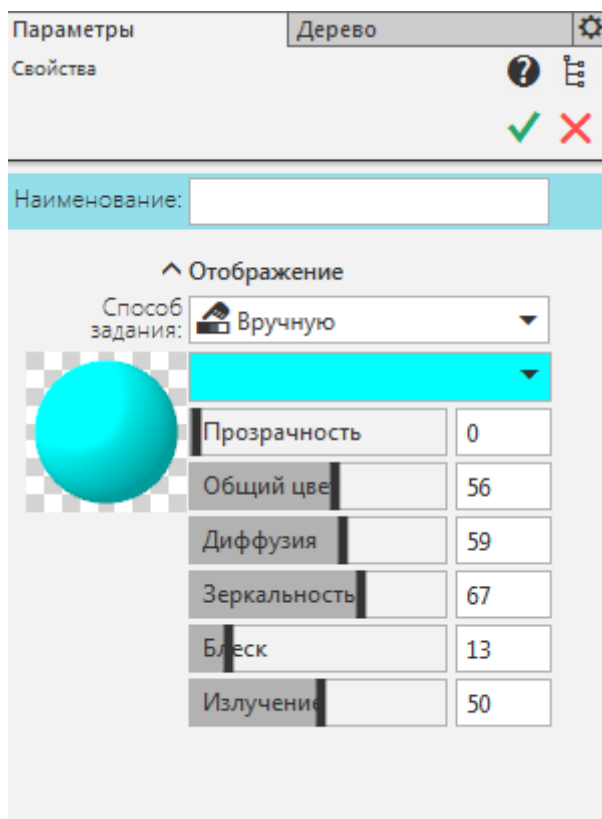 Параметры
Дерево
Свойства
?
Наименование:
Отображение
Способ
задания:
Вручную
Прозрачность 0
Общий цвет 56
Диффузия 59
Зеркальность 67
Блеск 13
Излучение 50